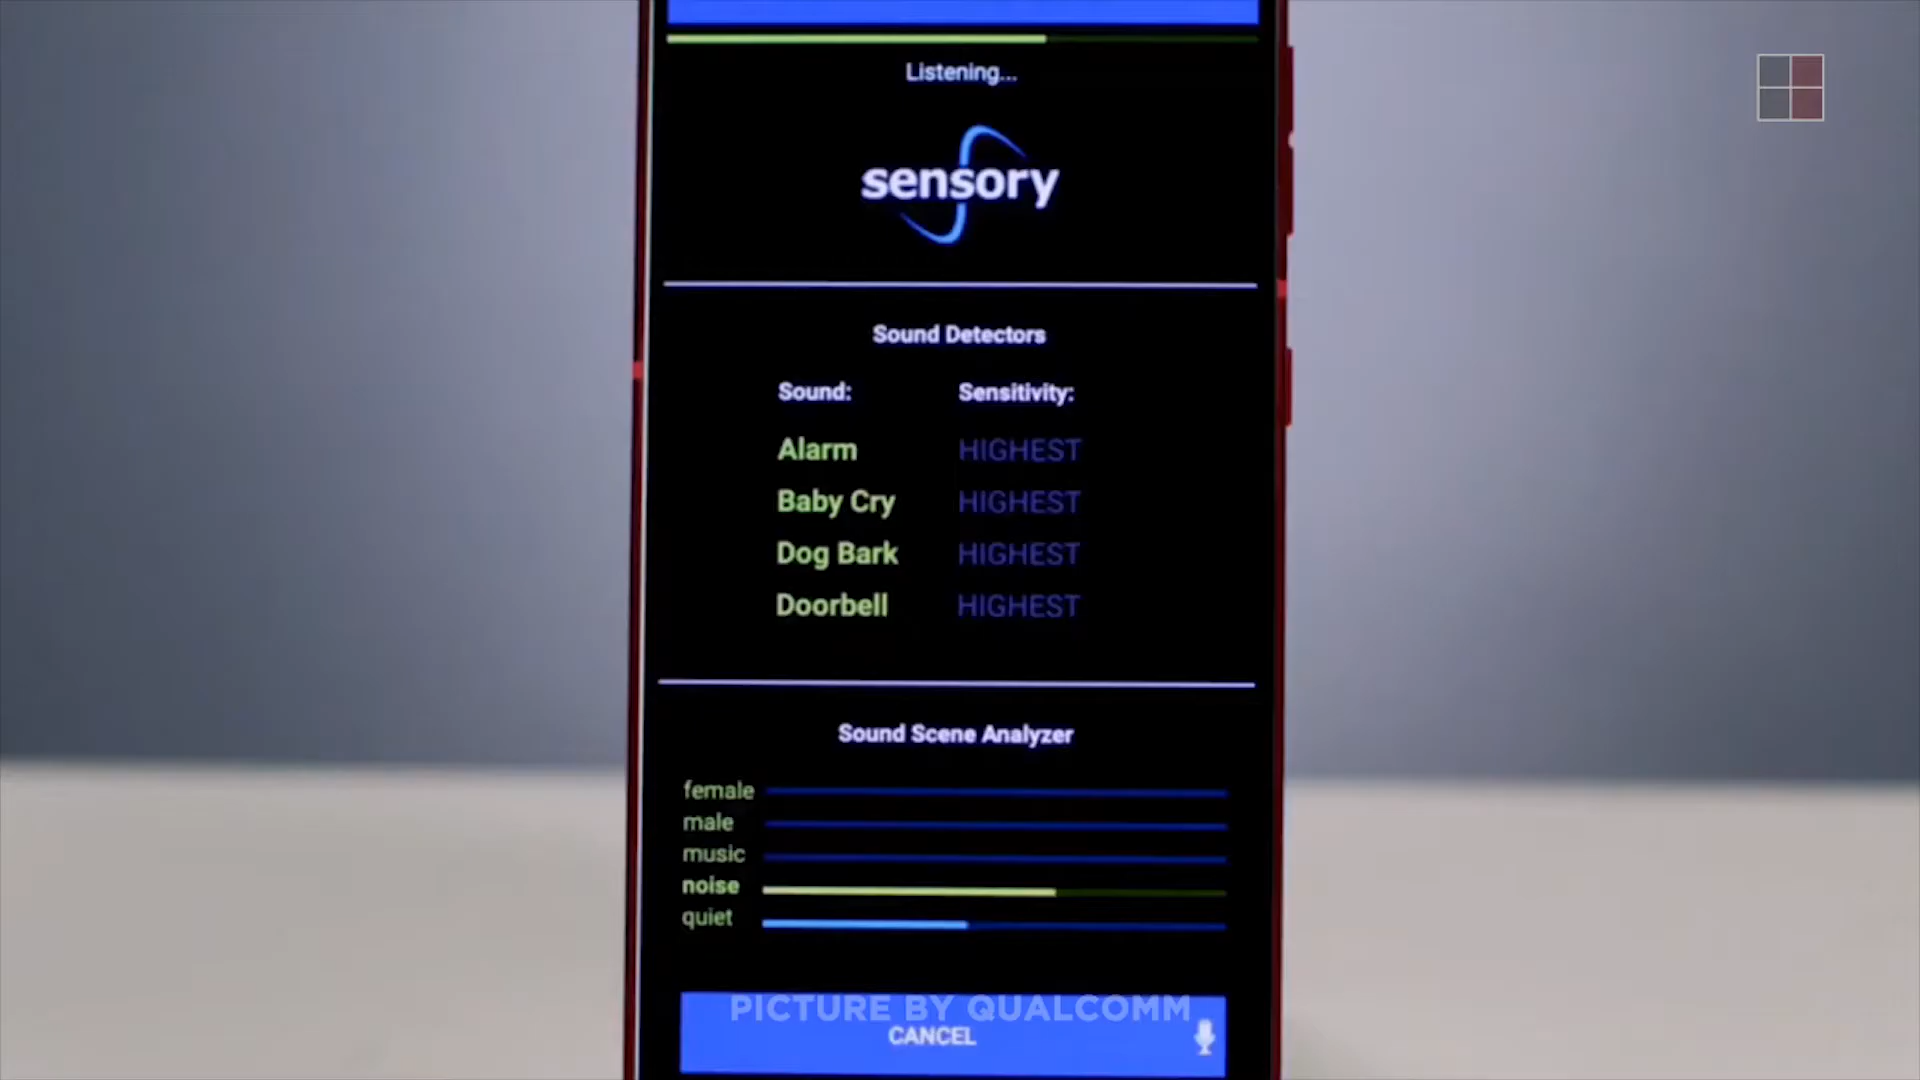 Listening...
sensory
Sound Detectors
Sound: Sensitivity:
Alarm HIGHEST
Baby Cry HIGHEST
Dog Bark HIGHEST
Doorbell HIGHEST
Sound Scene Analyzer
female
male
music
noise
quiet
PICTURE BY QUALCOMM
CANCEL